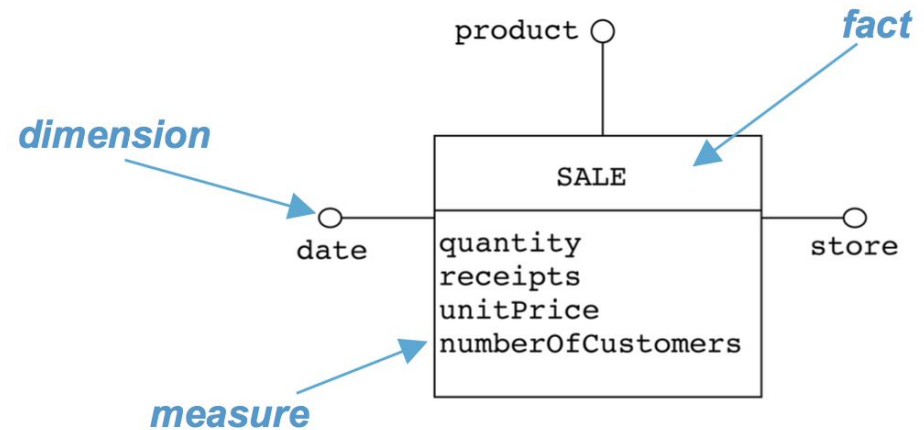 fact
product
dimension
SALE
date
quantity
receipts
unitPrice
numberOfCustomers
store
measure